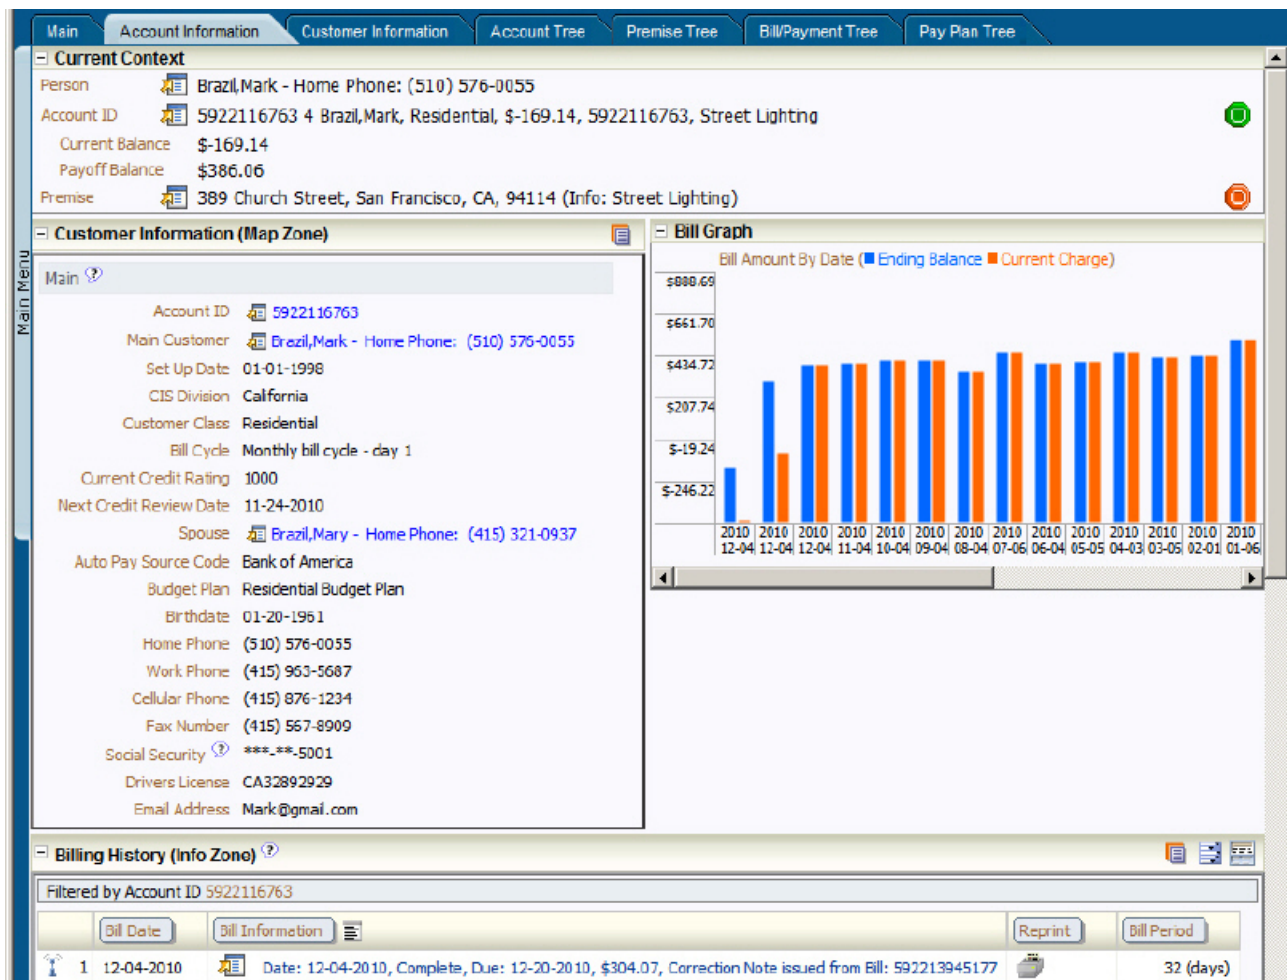 Main Account Information Customer Information Account Tree Premise Tree Bill/Payment Tree Pay Plan Tree
Main Menu
Current Context
Person Brazil,Mark - Home Phone: (510) 576-0055
Account ID 5922116763 4 Brazil,Mark, Residential, $-169.14, 5922116763, Street Lighting
Current Balance $-169.14
Payoff Balance $386.06
Premise 389 Church Street, San Francisco, CA, 94114 (Info: Street Lighting)
Customer Information (Map Zone)
Main
Account ID 5922116763
Main Customer Brazil,Mark - Home Phone: (510) 576-0055
Set Up Date 01-01-1998
CIS Division California
Customer Class Residential
Bill Cycle Monthly bill cycle - day 1
Current Credit Rating 1000
Next Credit Review Date 11-24-2010
Spouse Brazil,Mary - Home Phone: (415) 321-0937
Auto Pay Source Code Bank of America
Budget Plan Residential Budget Plan
Birthdate 01-20-1961
Home Phone (510) 576-0055
Work Phone (415) 963-5687
Cellular Phone (415) 876-1234
Fax Number (415) 567-8909
Social Security ***-**-5001
Drivers License CA32892929
Email Address Mark@gmail.com
Bill Graph
Bill Amount By Date (Ending Balance Current Charge)
$888.69
$661.70
$434.72
$207.74
$-19.24
$-246.22
2010 2010 2010 2010 2010 2010 2010 2010 2010 2010 2010 2010 2010 2010
12-04 12-04 12-04 11-04 10-04 09-04 08-04 07-06 06-04 05-05 04-03 03-05 02-01 01-06
Billing History (Info Zone)
Filtered by Account ID 5922116763
Bill Date Bill Information Reprint Bill Period
1 12-04-2010 Date: 12-04-2010, Complete, Due: 12-20-2010, $304.07, Correction Note issued from Bill: 592213945177 32 (days)